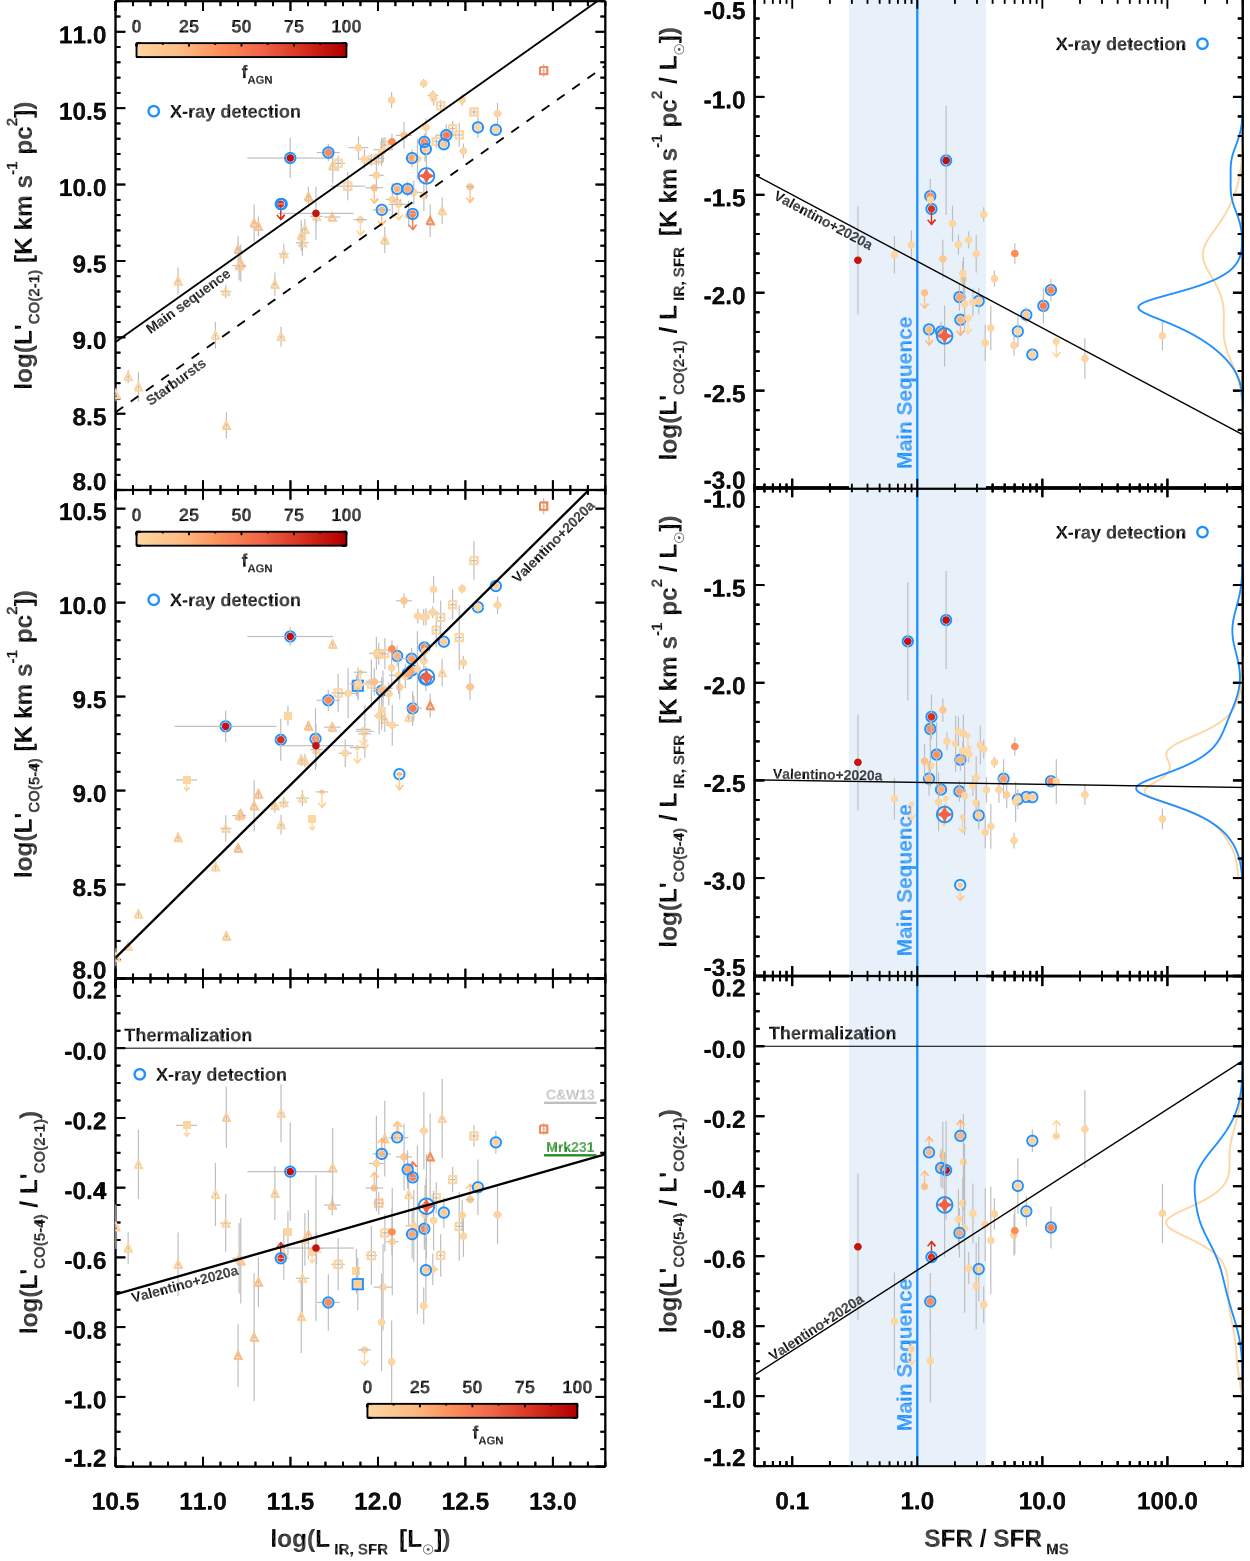 0 25 50 75 100
f AGN
X-ray detection
Main sequence
Starbursts
11.0
10.5
10.0
9.5
9.0
8.5
8.0
log(L'CO(2-1) [K km s-1 pc2])
-0.5
-1.0
-1.5
-2.0
-2.5
-3.0
X-ray detection
Valentino+2020a
Main Sequence
log(L'CO(2-1) / LIR, SFR [K km s-1 pc2 / L☉])
0 25 50 75 100
f AGN
X-ray detection
Valentino+2020a
10.5
10.0
9.5
9.0
8.5
8.0
log(L'CO(5-4) [K km s-1 pc2])
-1.0
-1.5
-2.0
-2.5
-3.0
-3.5
X-ray detection
Valentino+2020a
Main Sequence
log(L'CO(5-4) / LIR, SFR [K km s-1 pc2 / L☉])
Thermalization
X-ray detection
C&W13
Mrk231
Valentino+2020a
0 25 50 75 100
f AGN
0.2
-0.0
-0.2
-0.4
-0.6
-0.8
-1.0
-1.2
log(L'CO(5-4) / L'CO(2-1))
10.5 11.0 11.5 12.0 12.5 13.0
log(L IR, SFR [L☉])
0.2
-0.0
-0.2
-0.4
-0.6
-0.8
-1.0
-1.2
Thermalization
Valentino+2020a
Main Sequence
log(L'CO(5-4) / L'CO(2-1))
0.1 1.0 10.0 100.0
SFR / SFR MS